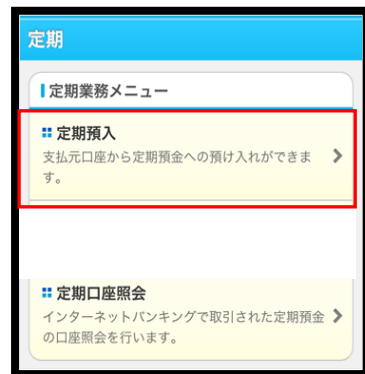 定期
定期業務メニュー
定期預入
支払元口座から定期預金への預け入れができま
す。
定期口座照会
インターネットバンキングで取引された定期預金
の口座照会を行います。